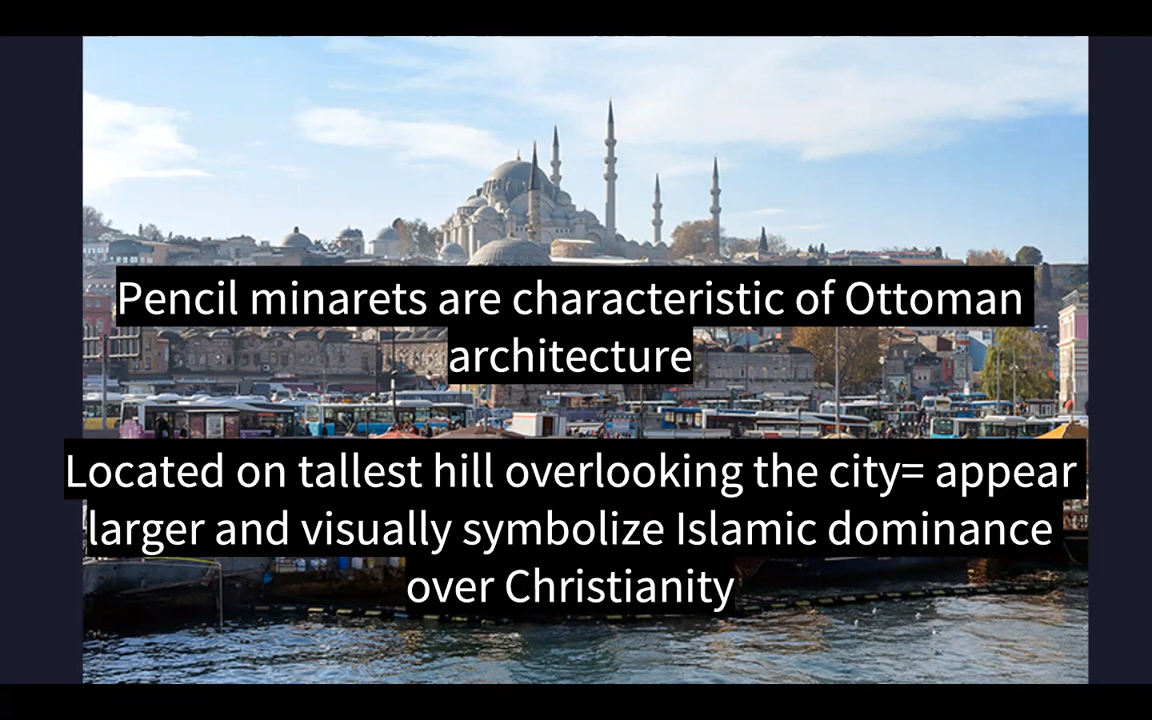 Pencil minarets are characteristic of Ottoman
architecture
Located on tallest hill overlooking the city= appear
larger and visually symbolize Islamic dominance
over Christianity